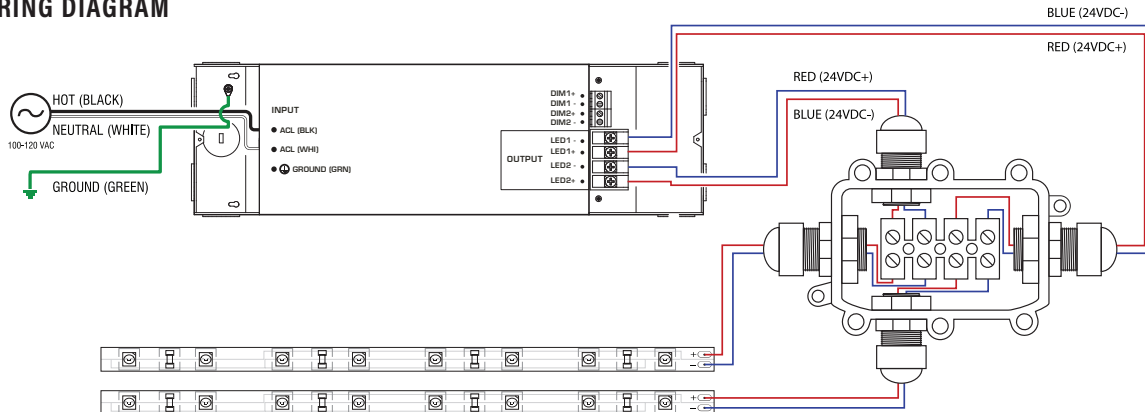 RING DIAGRAM
BLUE (24VDC-)
RED (24VDC+)
RED (24VDC+)
BLUE (24VDC-)
HOT (BLACK)
NEUTRAL (WHITE)
100-120 VAC
GROUND (GREEN)
INPUT
ACL (BLK)
ACL (WHI)
GROUND (GRN)
DIM1+
DIM1 -
DIM2+
DIM2 -
OUTPUT
LED1 -
LED1+
LED2 -
LED2+
+
–
+
–